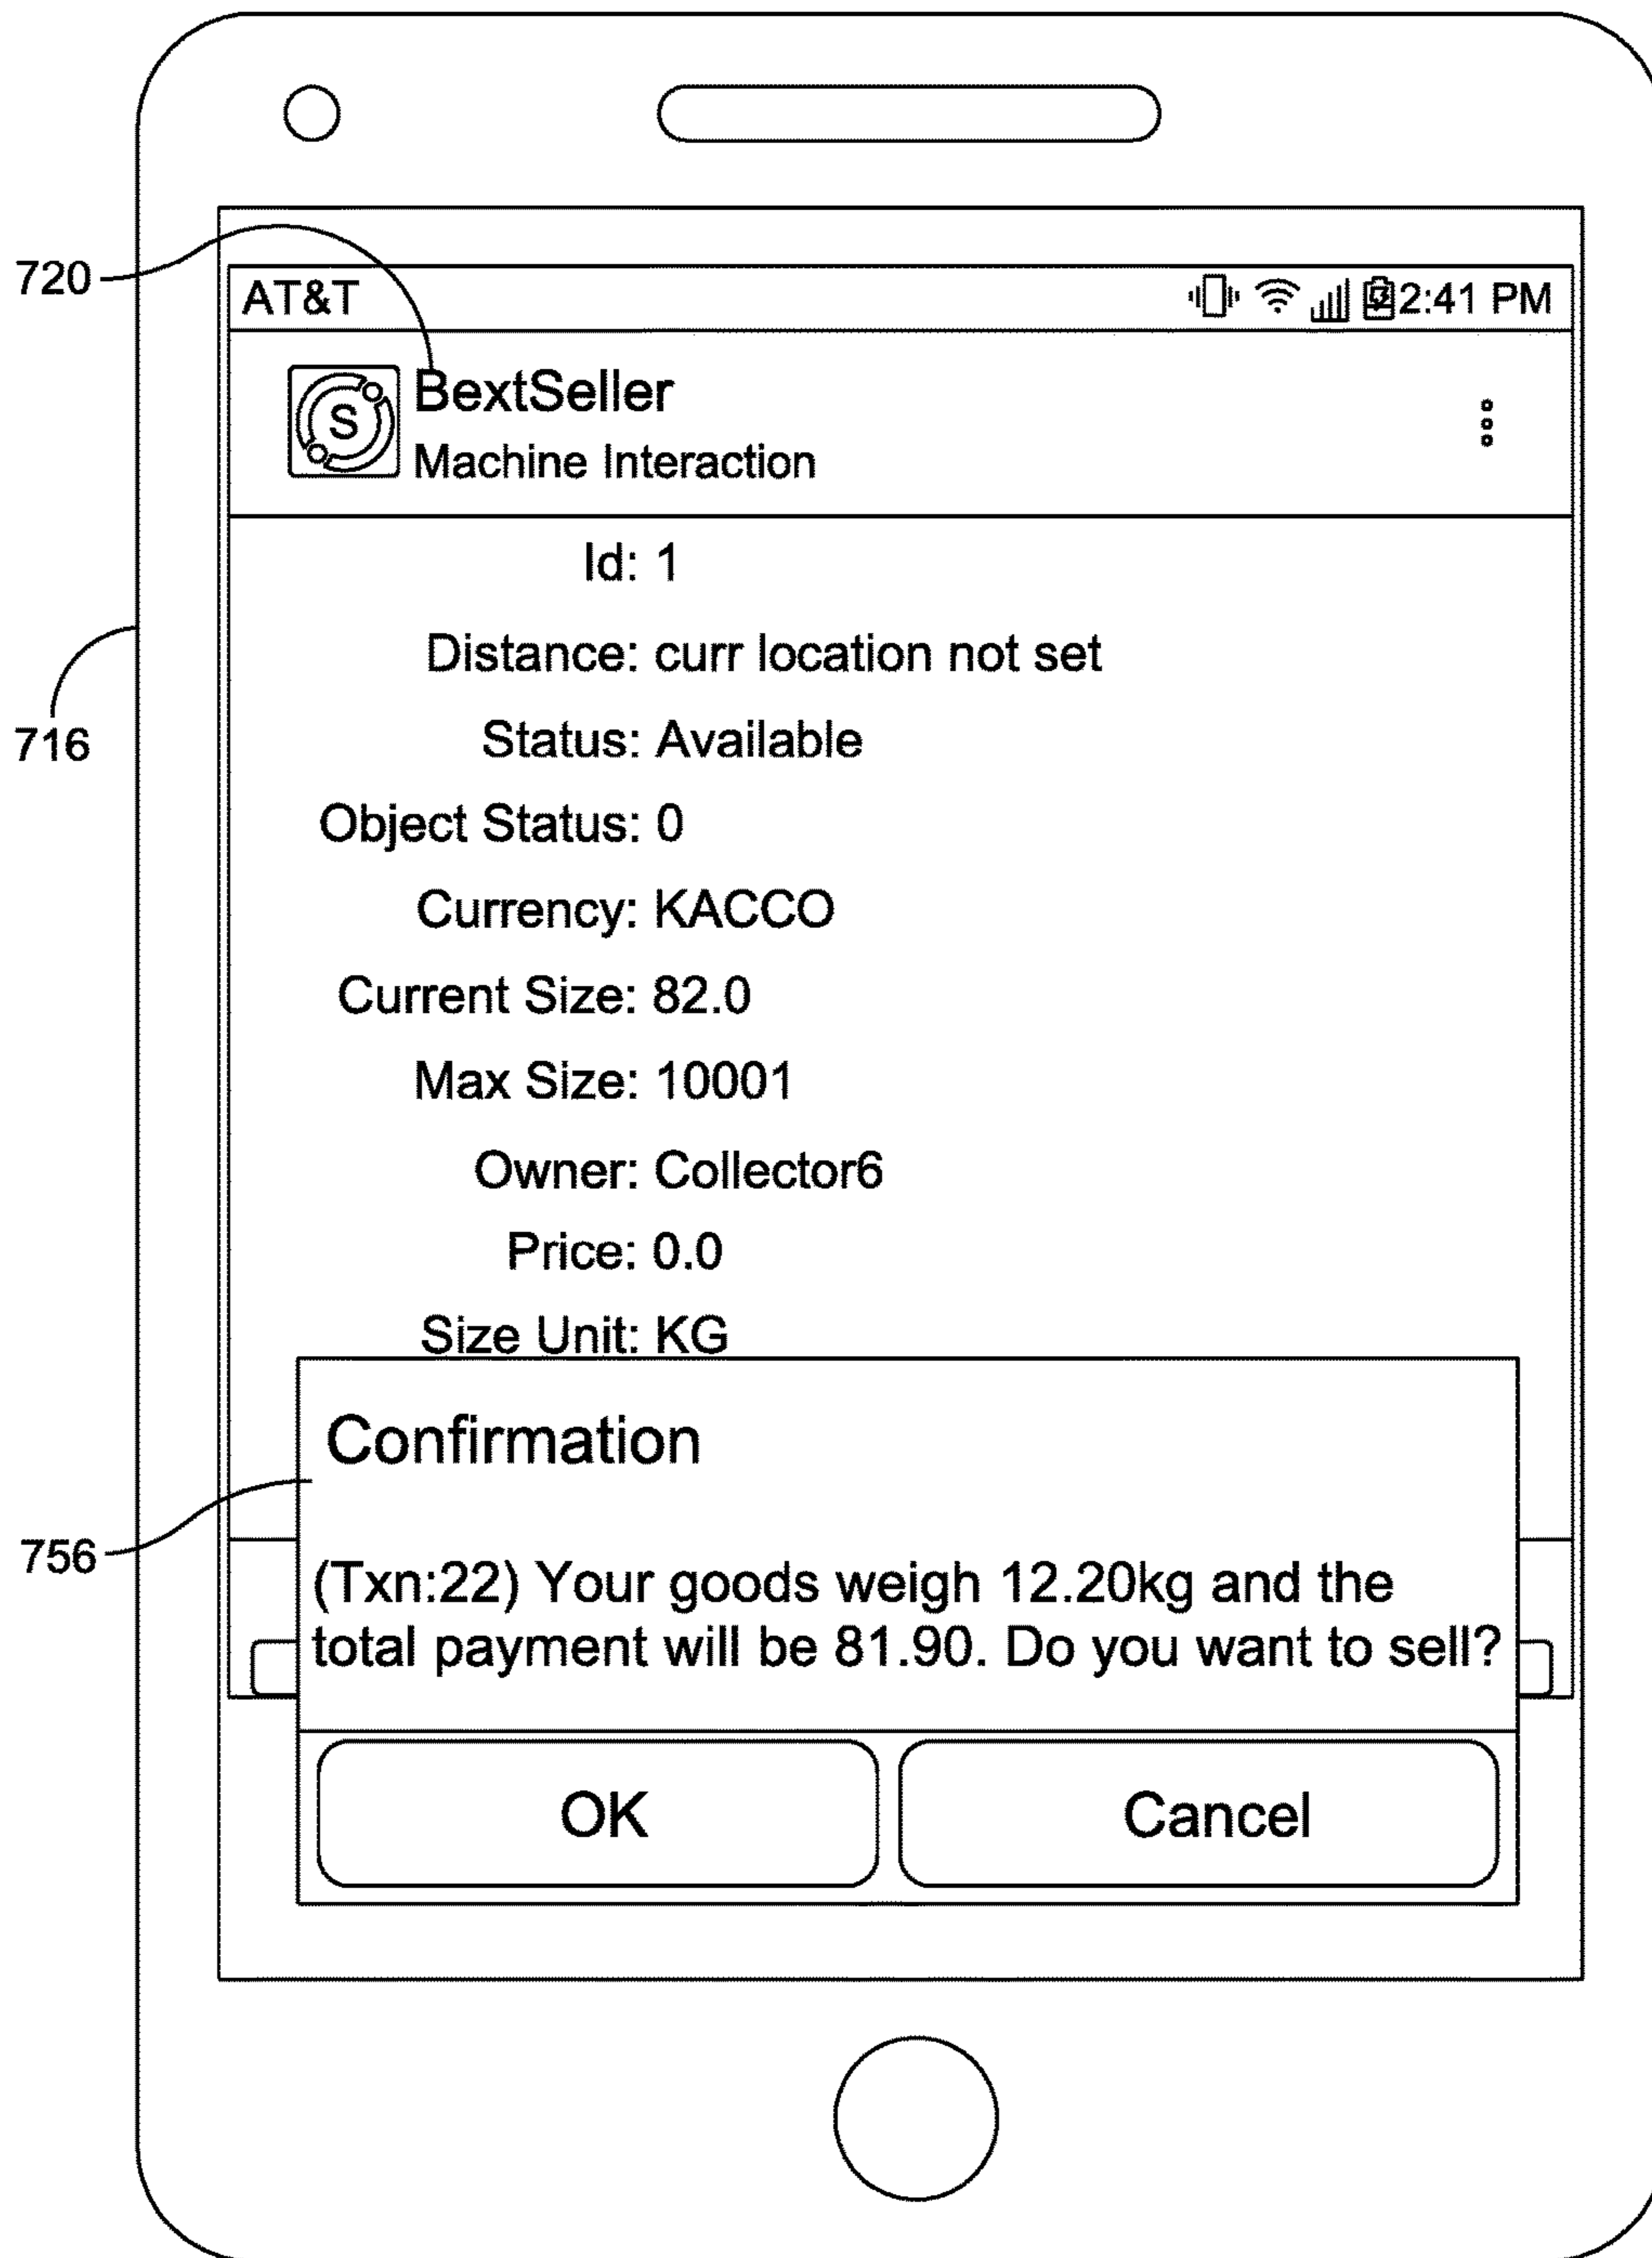 720
AT&T 2:41 PM
S
BextSeller
Machine Interaction
Id: 1
Distance: curr location not set
716
Status: Available
Object Status: 0
Currency: KACCO
Current Size: 82.0
Max Size: 10001
Owner: Collector6
Price: 0.0
Size Unit: KG
Confirmation
756
(Txn:22) Your goods weigh 12.20kg and the
total payment will be 81.90. Do you want to sell?
OK Cancel